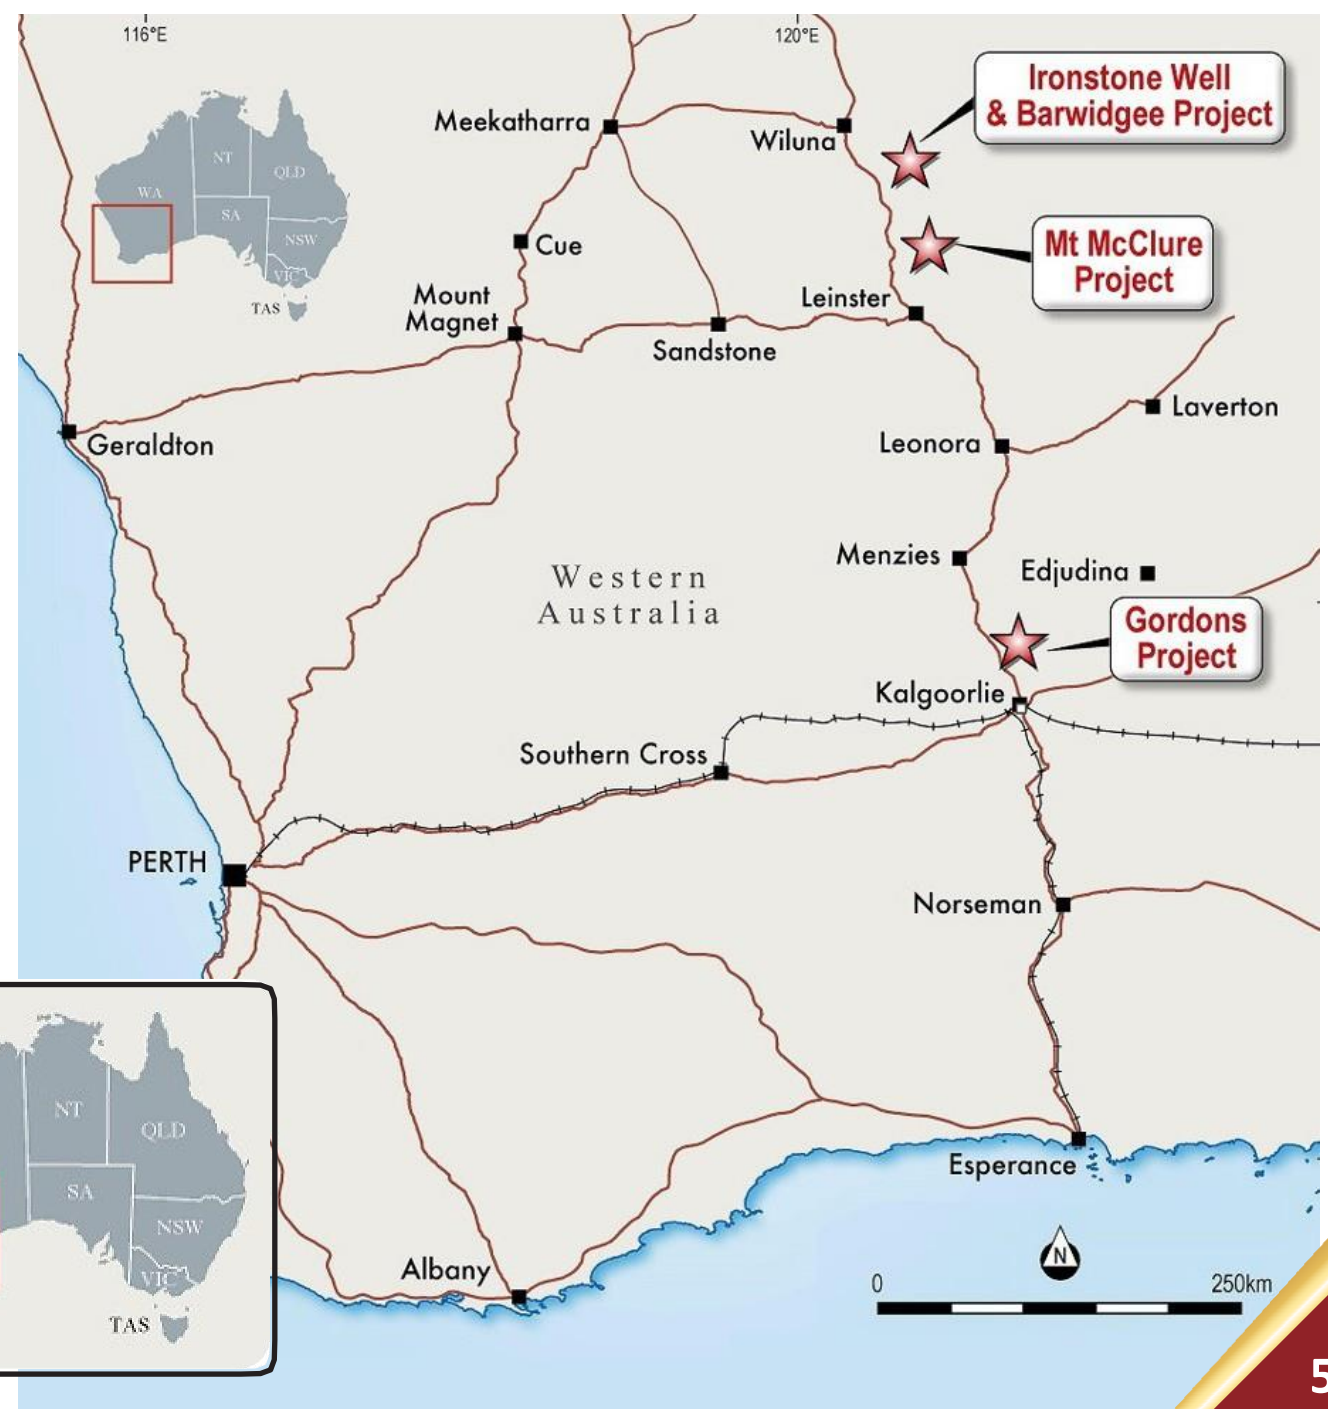 116°E
120°E
Ironstone Well
& Barwidgee Project
Meekatharra
Wiluna
NT
QLD
WA
SA
NSW
VIC
TAS
Cue
Mt McClure
Project
Mount
Magnet
Leinster
Sandstone
Laverton
Geraldton
Leonora
Menzies
Edjudina
Western
Australia
Gordons
Project
Kalgoorlie
Southern Cross
PERTH
Norseman
NT
QLD
SA
NSW
VIC
TAS
Esperance
Albany
N
0
250km
5